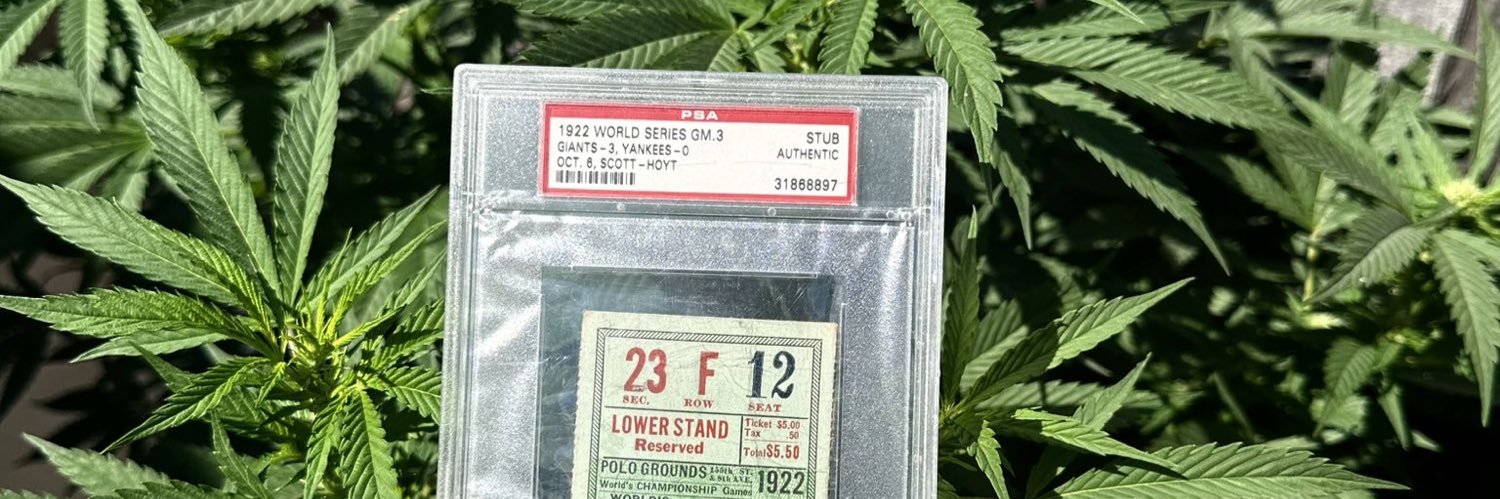 PSA
1922 WORLD SERIES GM.3 STUB
GIANTS-3, YANKEES-0 AUTHENTIC
OCT. 6, SCOTT-HOYT
31868897
23 F 12
SEC. ROW SEAT
LOWER STAND
Reserved
Ticket $5.00
Tax .50
Total $5.50
POLO GROUNDS 155th ST. & 8th AVE. 1922
World's CHAMPIONSHIP Games